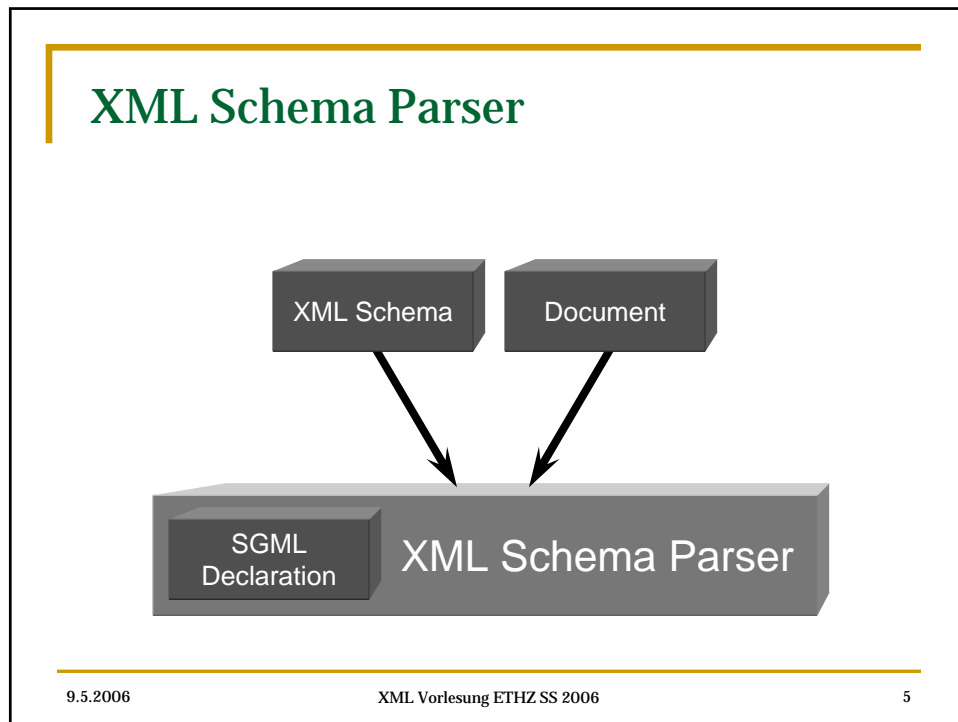 XML Schema Parser
XML Schema
Document
SGML
Declaration
XML Schema Parser
9.5.2006
XML Vorlesung ETHZ SS 2006
5